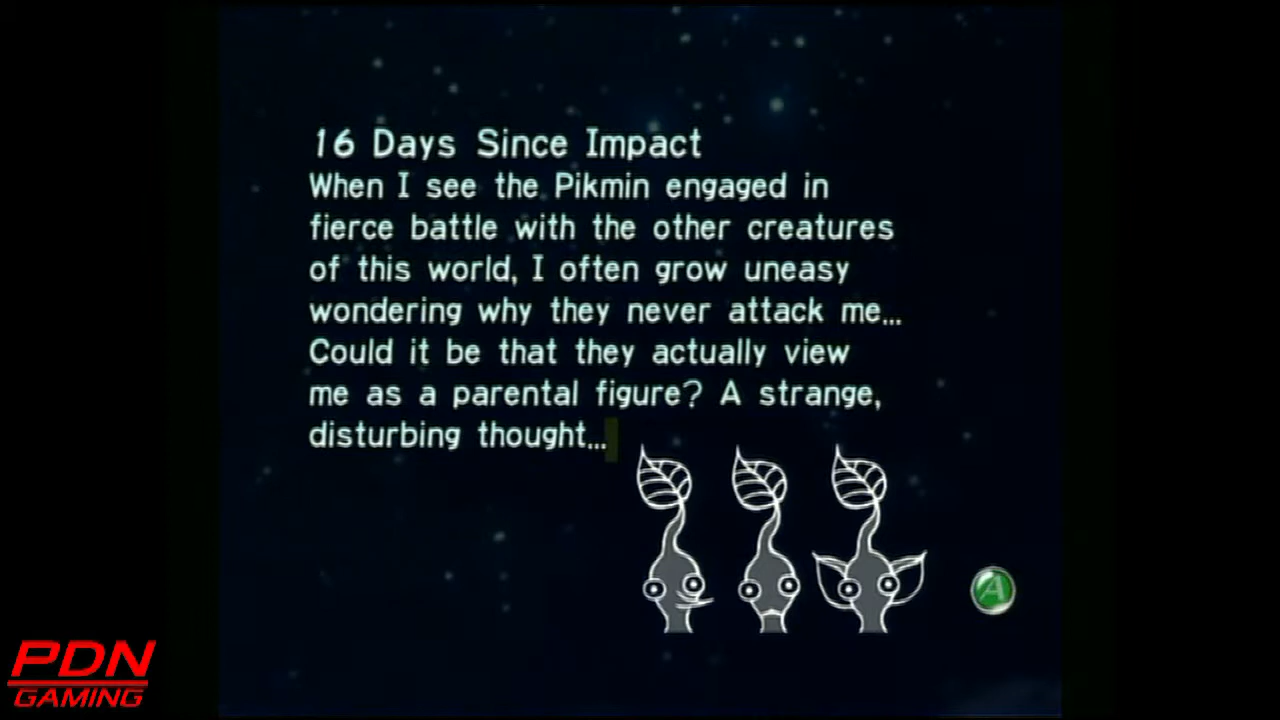 16 Days Since Impact
When I see the Pikmin engaged in
fierce battle with the other creatures
of this world, I often grow uneasy
wondering why they never attack me...
Could it be that they actually view
me as a parental figure? A strange,
disturbing thought...
A
PDN
GAMING